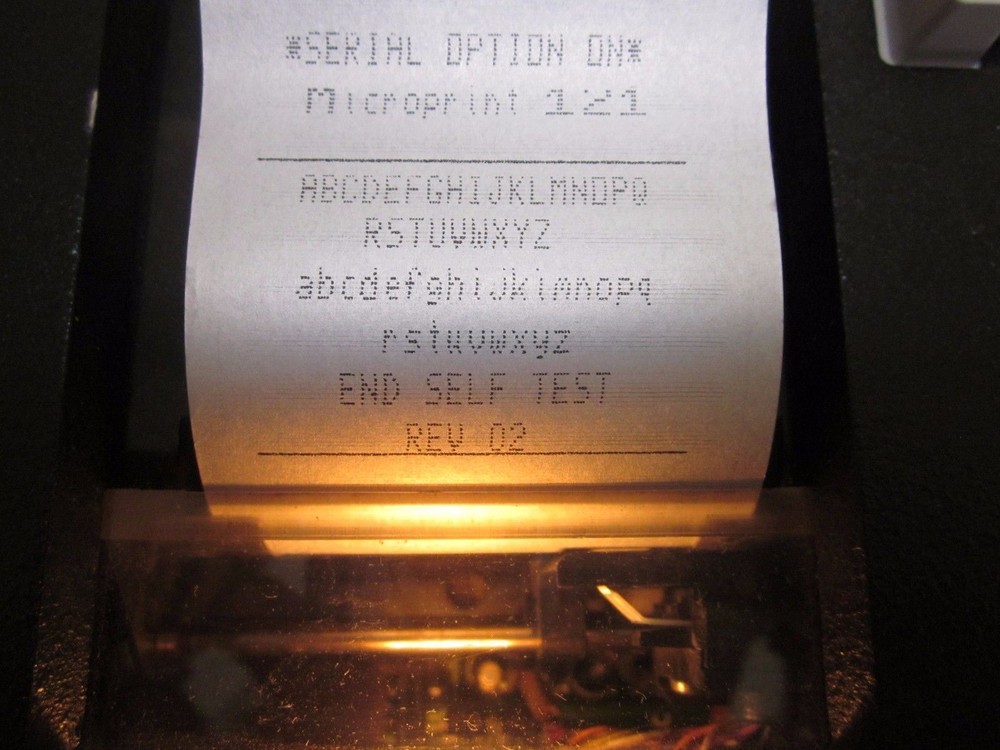 *SERIAL OPTION ON*
Microprint 121
ABCDEFGHIJKLMNOPQ
RSTUVWXYZ
abcdefghijklmnopq
rstuvwxyz
END SELF TEST
REV 02